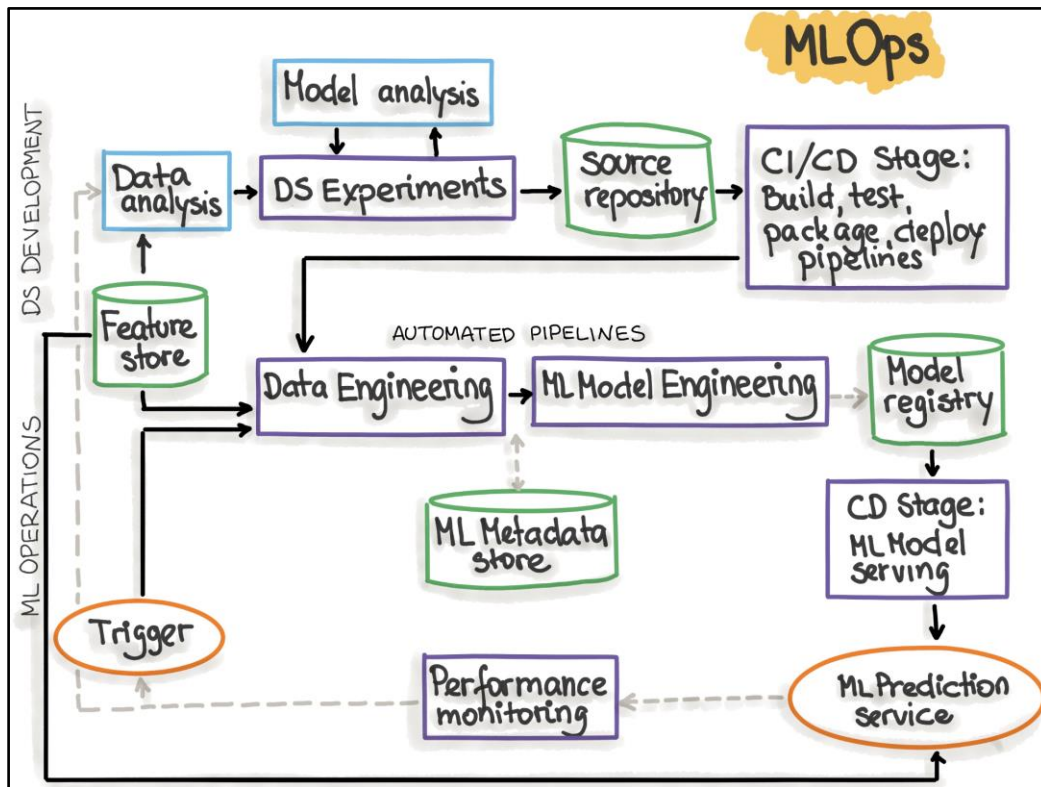 MLOps
DS DEVELOPMENT
Model analysis
Data
analysis
DS Experiments
Source
repository
CI/CD Stage:
Build, test,
package, deploy
pipelines
Feature
store
AUTOMATED PIPELINES
ML OPERATIONS
Data Engineering
ML Model Engineering
Model
registry
ML Metadata
store
CD Stage:
ML Model
serving
Trigger
Performance
monitoring
ML Prediction
service